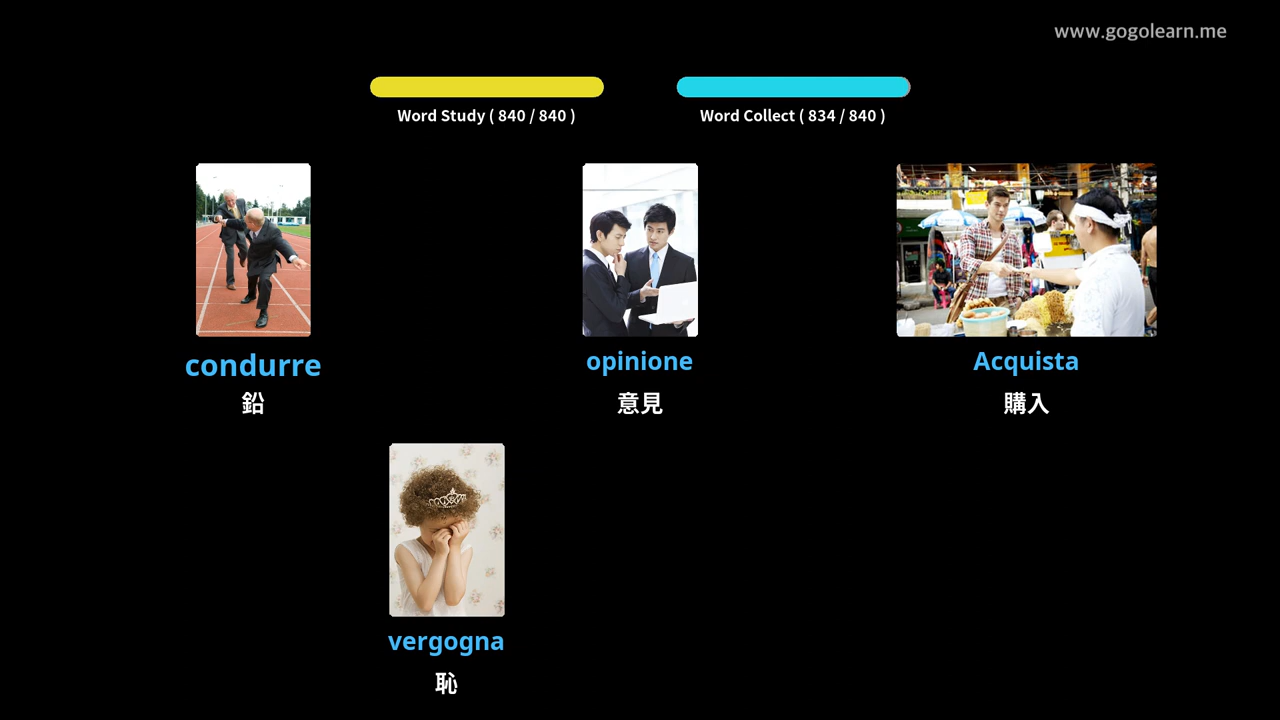 www.gogolearn.me
Word Study ( 840 / 840 )
Word Collect ( 834 / 840 )
condurre
鉛
opinione
意見
Acquista
購入
vergogna
恥